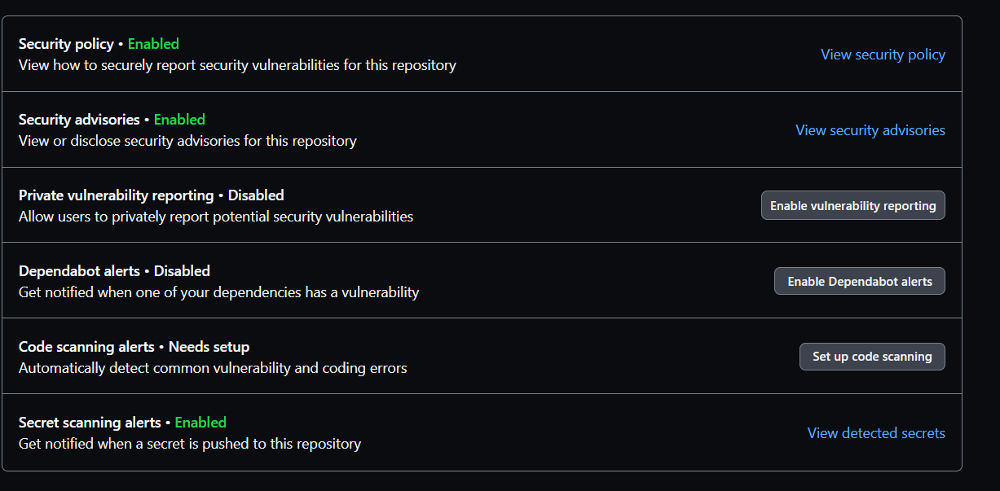 Security policy • Enabled
View how to securely report security vulnerabilities for this repository
View security policy
Security advisories • Enabled
View or disclose security advisories for this repository
View security advisories
Private vulnerability reporting • Disabled
Allow users to privately report potential security vulnerabilities
Enable vulnerability reporting
Dependabot alerts • Disabled
Get notified when one of your dependencies has a vulnerability
Enable Dependabot alerts
Code scanning alerts • Needs setup
Automatically detect common vulnerability and coding errors
Set up code scanning
Secret scanning alerts • Enabled
Get notified when a secret is pushed to this repository
View detected secrets